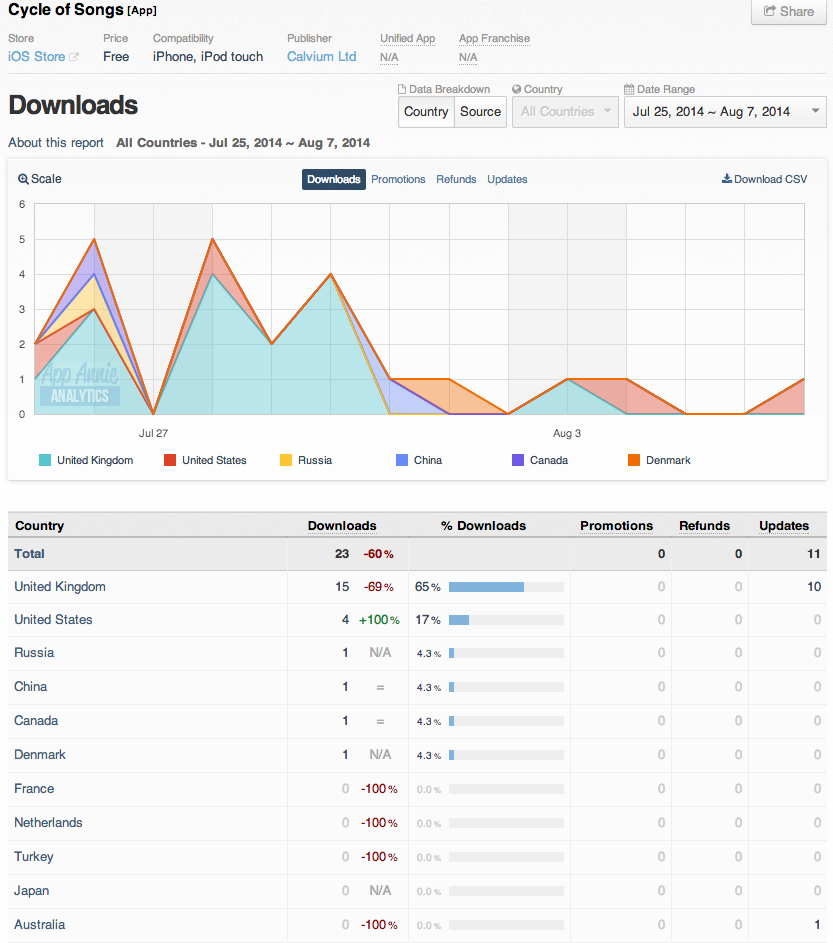 Cycle of Songs [App]
Share
Store Price Compatibility Publisher Unified App App Franchise
iOS Store Free iPhone, iPod touch Calvium Ltd N/A N/A
Data Breakdown Country Date Range
Downloads
Country Source All Countries Jul 25, 2014 ~ Aug 7, 2014
About this report All Countries - Jul 25, 2014 ~ Aug 7, 2014
Scale Downloads Promotions Refunds Updates Download CSV
6
5
4
3
2
1
0
App Annie
ANALYTICS
Jul 27 Aug 3
United Kingdom United States Russia China Canada Denmark
Country Downloads % Downloads Promotions Refunds Updates
Total 23 -60% 0 0 11
United Kingdom 15 -69% 65% 0 0 10
United States 4 +100% 17% 0 0 0
Russia 1 N/A 4.3% 0 0 0
China 1 = 4.3% 0 0 0
Canada 1 = 4.3% 0 0 0
Denmark 1 N/A 4.3% 0 0 0
France 0 -100% 0.0% 0 0 0
Netherlands 0 -100% 0.0% 0 0 0
Turkey 0 -100% 0.0% 0 0 0
Japan 0 N/A 0.0% 0 0 0
Australia 0 -100% 0.0% 0 0 1